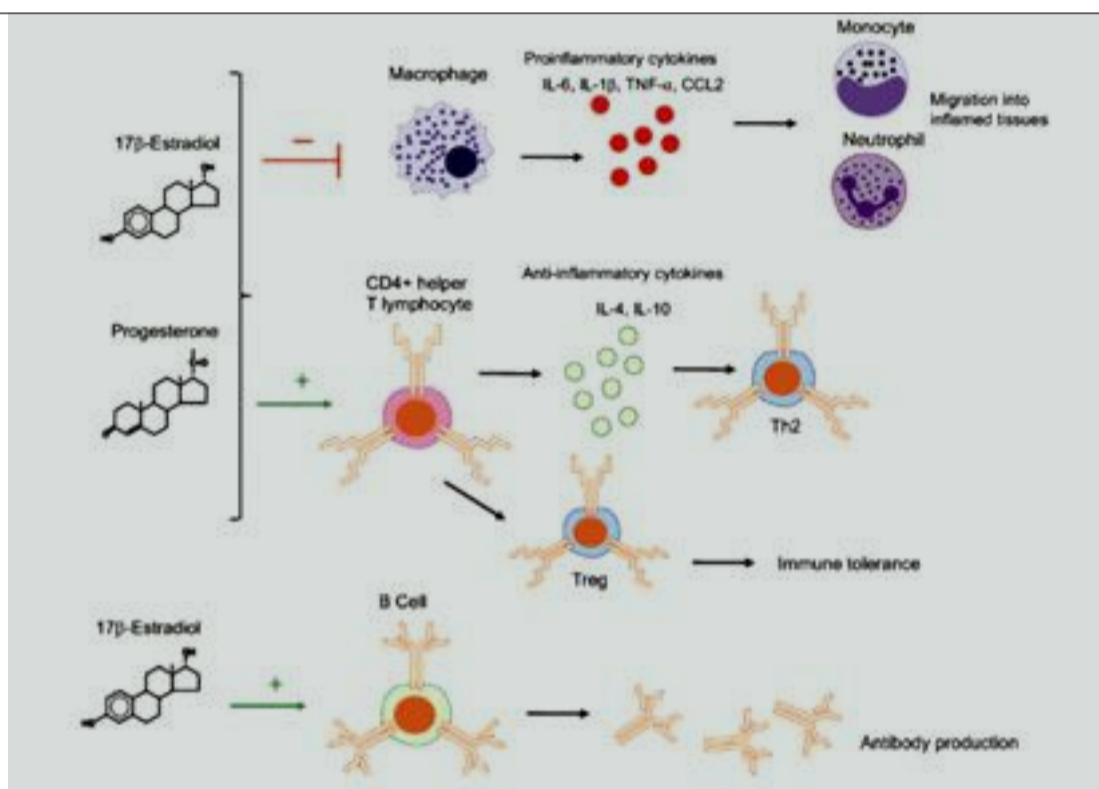 Monocyte
Macrophage
Proinflammatory cytokines
IL-6, IL-1β, TNF-α, CCL2
Migration into
inflamed tissues
17β-Estradiol
−
Neutrophil
CD4+ helper
T lymphocyte
Anti-inflammatory cytokines
IL-4, IL-10
Progesterone
+
Th2
Treg
Immune tolerance
B Cell
17β-Estradiol
+
Antibody production